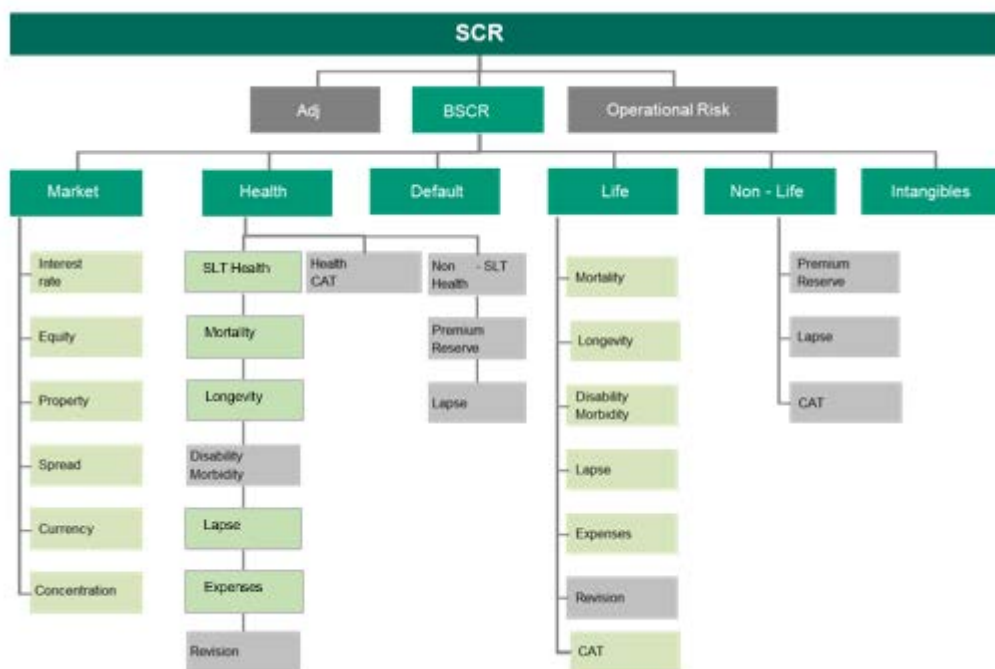 SCR
Adj
BSCR
Operational Risk
Market
Health
Default
Life
Non - Life
Intangibles
Interest
rate
Equity
Property
Spread
Currency
Concentration
SLT Health
Mortality
Longevity
Disability
Morbidity
Lapse
Expenses
Revision
Health
CAT
Non - SLT
Health
Premium
Reserve
Lapse
Mortality
Longevity
Disability
Morbidity
Lapse
Expenses
Revision
CAT
Premium
Reserve
Lapse
CAT